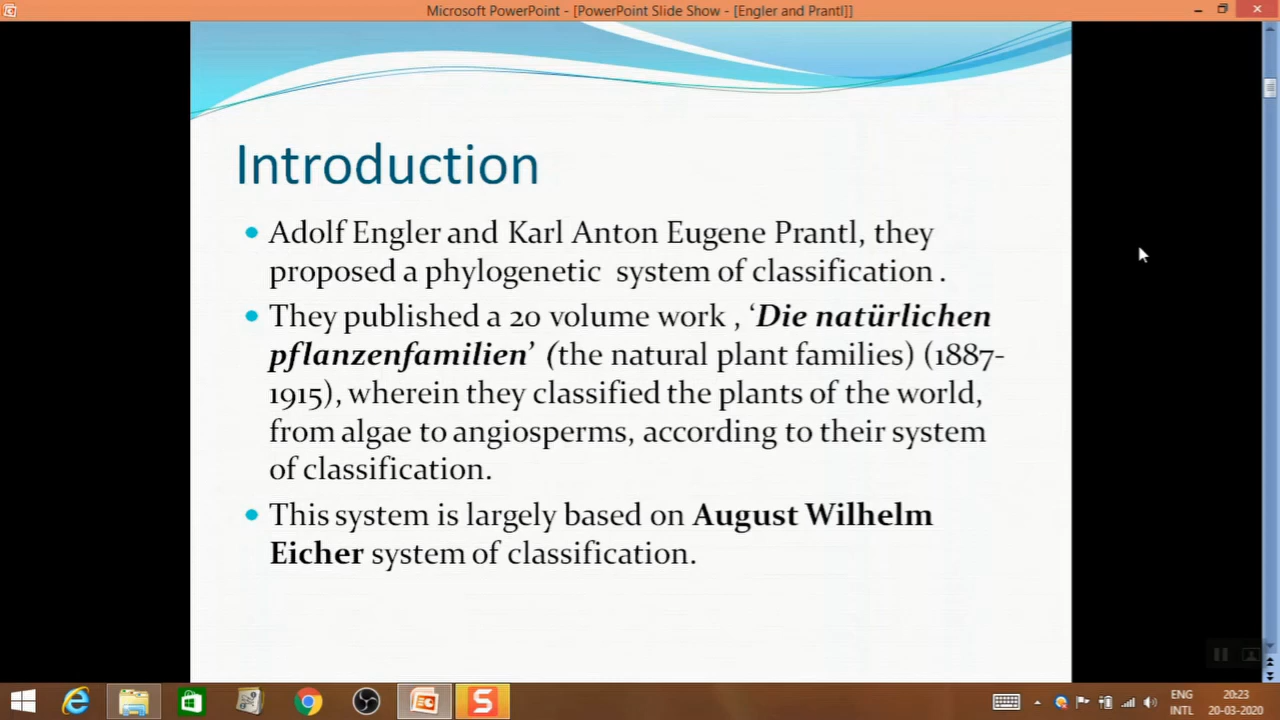 Microsoft PowerPoint - [PowerPoint Slide Show - [Engler and Prantl]]
Introduction
Adolf Engler and Karl Anton Eugene Prantl, they
proposed a phylogenetic system of classification .
They published a 20 volume work , ‘Die natürlichen
pflanzenfamilien’ (the natural plant families) (1887-
1915), wherein they classified the plants of the world,
from algae to angiosperms, according to their system
of classification.
This system is largely based on August Wilhelm
Eicher system of classification.
ENG 20:23
INTL 20-03-2020